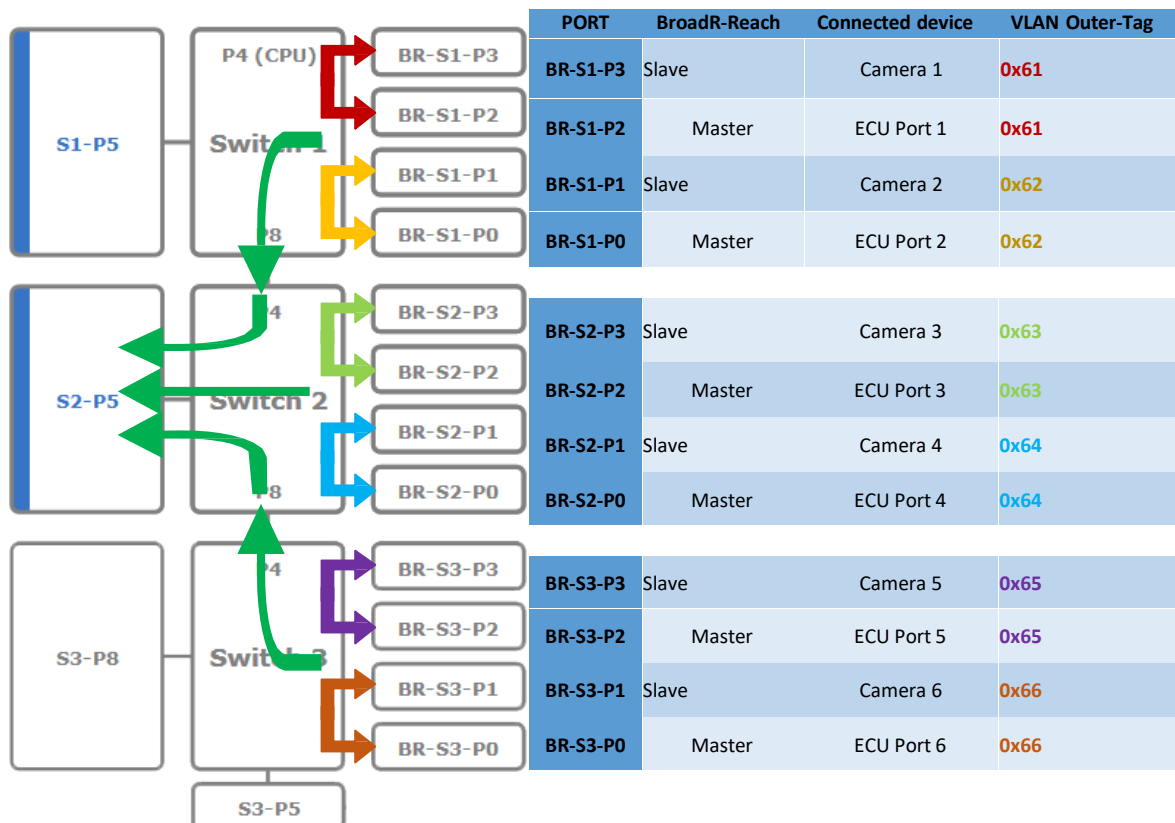 PORT BroadR-Reach Connected device VLAN Outer-Tag
P4 (CPU) BR-S1-P3 BR-S1-P3 Slave Camera 1 0x61
BR-S1-P2 BR-S1-P2 Master ECU Port 1 0x61
S1-P5 Switch 1
BR-S1-P1 BR-S1-P1 Slave Camera 2 0x62
P8 BR-S1-P0 BR-S1-P0 Master ECU Port 2 0x62
P4 BR-S2-P3 BR-S2-P3 Slave Camera 3 0x63
BR-S2-P2 BR-S2-P2 Master ECU Port 3 0x63
S2-P5 Switch 2
BR-S2-P1 BR-S2-P1 Slave Camera 4 0x64
P8 BR-S2-P0 BR-S2-P0 Master ECU Port 4 0x64
P4 BR-S3-P3 BR-S3-P3 Slave Camera 5 0x65
BR-S3-P2 BR-S3-P2 Master ECU Port 5 0x65
S3-P8 Switch 3
BR-S3-P1 BR-S3-P1 Slave Camera 6 0x66
BR-S3-P0 BR-S3-P0 Master ECU Port 6 0x66
S3-P5